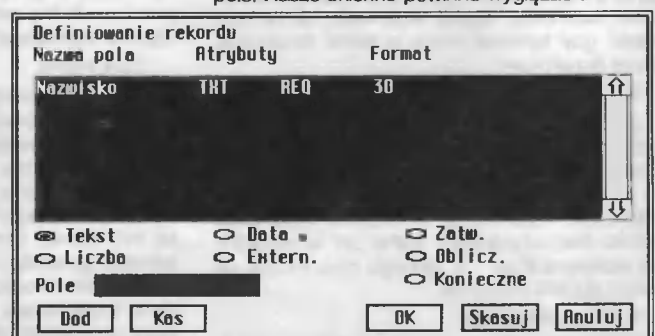 Definiowanie rekordu
Nazwa pola Atrybuty Format
Nazwisko TXT REQ 30
Tekst Data Zatw.
Liczba Extern. Oblicz.
Konieczne
Pole
Dod Kas OK Skasuj Anuluj